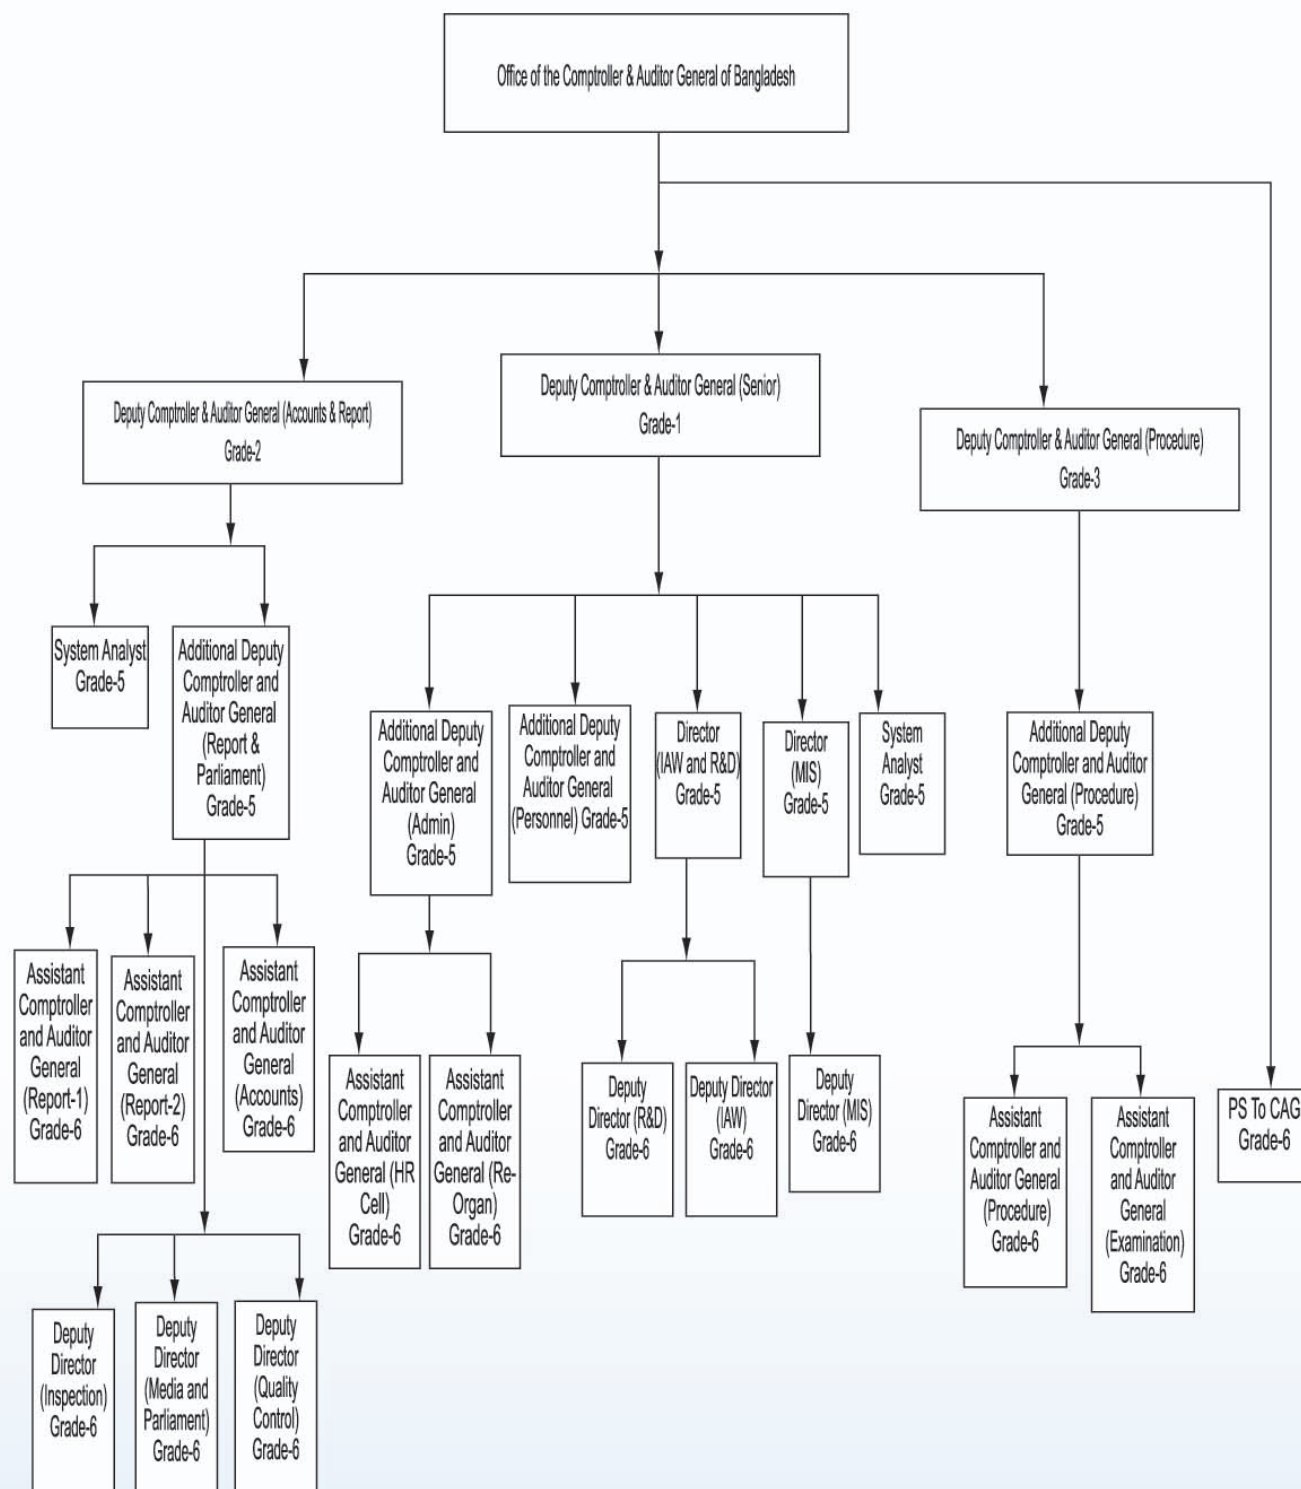 Office of the Comptroller & Auditor General of Bangladesh
Deputy Comptroller & Auditor General (Accounts & Report)
Grade-2
Deputy Comptroller & Auditor General (Senior)
Grade-1
Deputy Comptroller & Auditor General (Procedure)
Grade-3
System Analyst
Grade-5
Additional Deputy
Comptroller and
Auditor General
(Report &
Parliament)
Grade-5
Additional Deputy
Comptroller and
Auditor General
(Admin)
Grade-5
Additional Deputy
Comptroller and
Auditor General
(Personnel) Grade-5
Director
(IAW and R&D)
Grade-5
Director
(MIS)
Grade-5
System
Analyst
Grade-5
Additional Deputy
Comptroller and Auditor
General (Procedure)
Grade-5
Assistant
Comptroller
and Auditor
General
(Report-1)
Grade-6
Assistant
Comptroller
and Auditor
General
(Report-2)
Grade-6
Assistant
Comptroller
and Auditor
General
(Accounts)
Grade-6
Assistant
Comptroller
and Auditor
General (HR
Cell)
Grade-6
Assistant
Comptroller
and Auditor
General (Re-
Organ)
Grade-6
Deputy
Director (R&D)
Grade-6
Deputy Director
(IAW)
Grade-6
Deputy
Director (MIS)
Grade-6
Assistant
Comptroller and
Auditor General
(Procedure)
Grade-6
Assistant
Comptroller
and Auditor
General
(Examination)
Grade-6
PS To CAG
Grade-6
Deputy
Director
(Inspection)
Grade-6
Deputy
Director
(Media and
Parliament)
Grade-6
Deputy
Director
(Quality
Control)
Grade-6